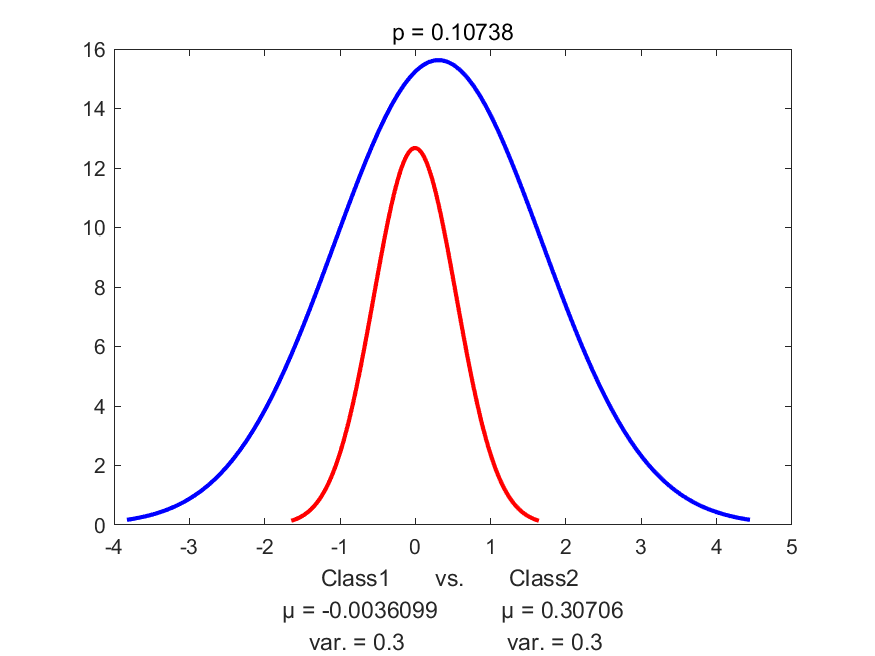 p = 0.10738
16
14
12
10
8
6
4
2
0
-4 -3 -2 -1 0 1 2 3 4 5
Class1 vs. Class2
μ = -0.0036099 μ = 0.30706
var. = 0.3 var. = 0.3